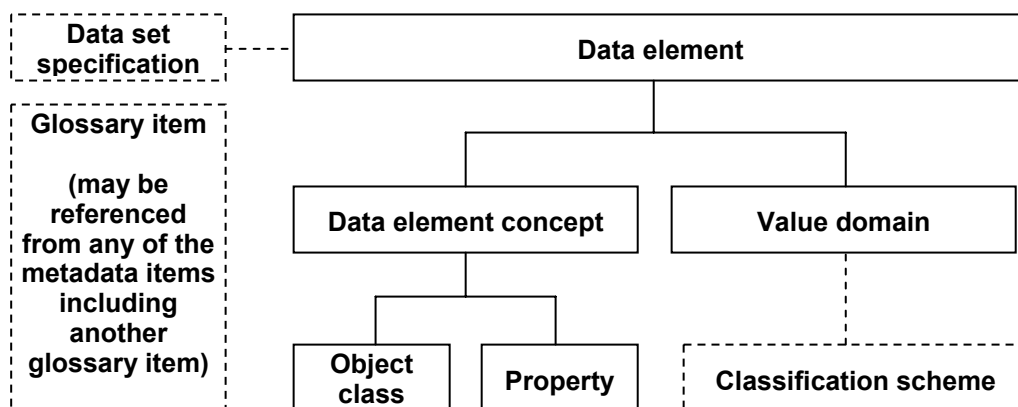 Data set
specification
Data element
Glossary item
(may be
referenced
from any of the
metadata items
including
another
glossary item)
Data element concept
Value domain
Object
class
Property
Classification scheme